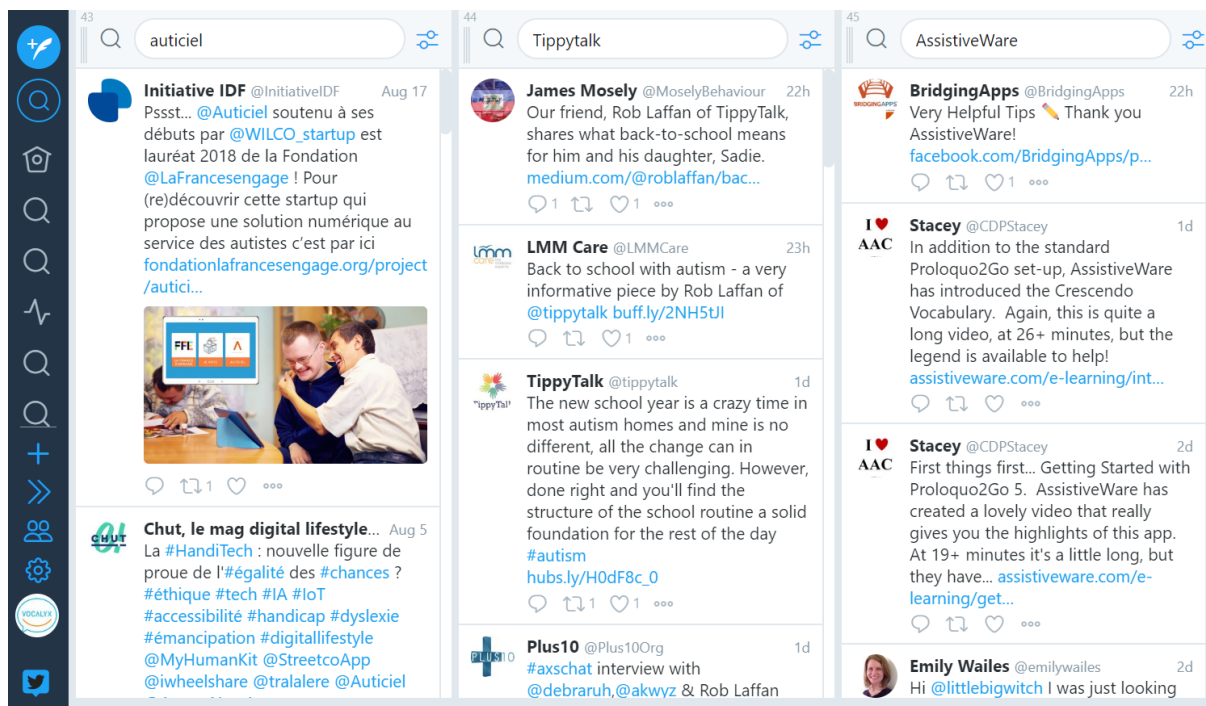 43
auticiel
Initiative IDF @InitiativeIDF Aug 17
Pssst... @Auticiel soutenu à ses
débuts par @WILCO_startup est
lauréat 2018 de la Fondation
@LaFrancesengage ! Pour
(re)découvrir cette startup qui
propose une solution numérique au
service des autistes c’est par ici
fondationlafrancesengage.org/project
/autici...
FFE
1
Chut, le mag digital lifestyle... Aug 5
CHUT
La #HandiTech : nouvelle figure de
proue de l'#égalité des #chances ?
#éthique #tech #IA #IoT
#accessibilité #handicap #dyslexie
#émancipation #digitallifestyle
@MyHumanKit @StreetcoApp
@iwheelshare @tralalere @Auticiel
VOCALYX
44
Tippytalk
James Mosely @MoselyBehaviour 22h
Our friend, Rob Laffan of TippyTalk,
shares what back-to-school means
for him and his daughter, Sadie.
medium.com/@roblaffan/bac...
1 1
LMM Care @LMMCare 23h
lmm
care
Back to school with autism - a very
informative piece by Rob Laffan of
@tippytalk buff.ly/2NH5tJl
TippyTalk @tippytalk 1d
The new school year is a crazy time in
most autism homes and mine is no
different, all the change can in
routine be very challenging. However,
done right and you'll find the
structure of the school routine a solid
foundation for the rest of the day
#autism
hubs.ly/H0dF8c_0
1 1
Plus10 @Plus10Org 1d
PLUS10
#axschat interview with
@debraruh,@akwyz & Rob Laffan
45
AssistiveWare
BridgingApps @BridgingApps 22h
BRIDGINGAPPS
Very Helpful Tips ✏️ Thank you
AssistiveWare!
facebook.com/BridgingApps/p...
1
Stacey @CDPStacey 1d
I ♥
AAC
In addition to the standard
Proloquo2Go set-up, AssistiveWare
has introduced the Crescendo
Vocabulary.  Again, this is quite a
long video, at 26+ minutes, but the
legend is available to help!
assistiveware.com/e-learning/int...
Stacey @CDPStacey 2d
I ♥
AAC
First things first... Getting Started with
Proloquo2Go 5.  AssistiveWare has
created a lovely video that really
gives you the highlights of this app.
At 19+ minutes it's a little long, but
they have... assistiveware.com/e-
learning/get...
Emily Wailes @emilywailes 2d
Hi @littlebigwitch I was just looking